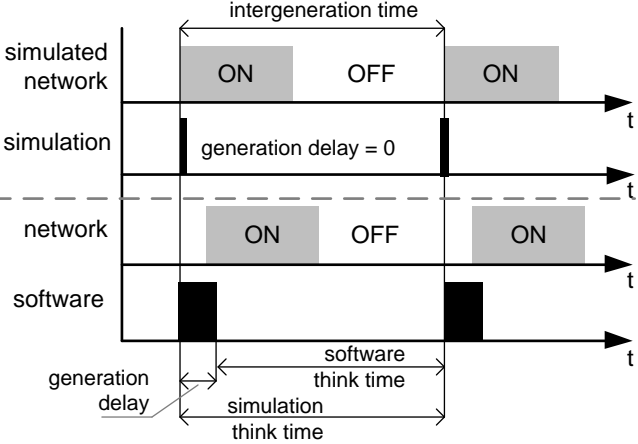 intergeneration time
simulated
network
ON OFF ON
t
simulation
generation delay = 0
t
network
ON OFF ON
t
software
t
software
think time
generation
delay
simulation
think time